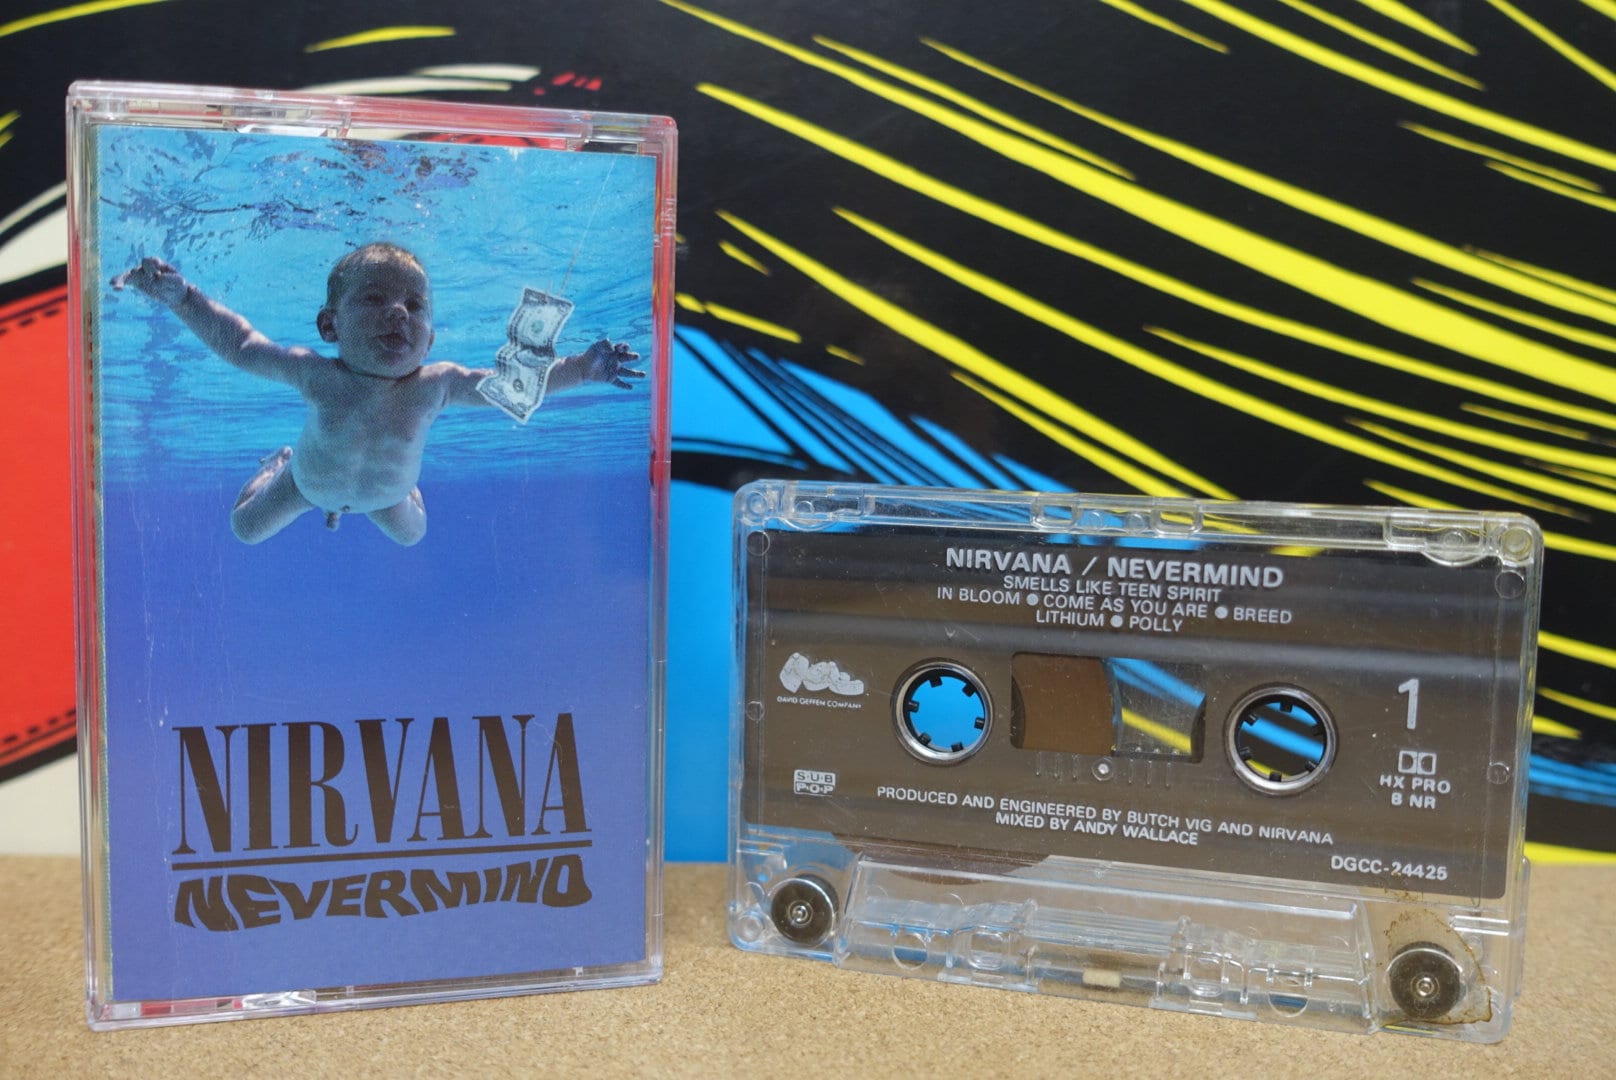 NIRVANA
NEVERMIND
NIRVANA / NEVERMIND
SMELLS LIKE TEEN SPIRIT
IN BLOOM ● COME AS YOU ARE ● BREED
LITHIUM ● POLLY
DAVID GEFFEN COMPANY
1
HX PRO
B NR
SUB
POP
PRODUCED AND ENGINEERED BY BUTCH VIG AND NIRVANA
MIXED BY ANDY WALLACE
DGCC-24425